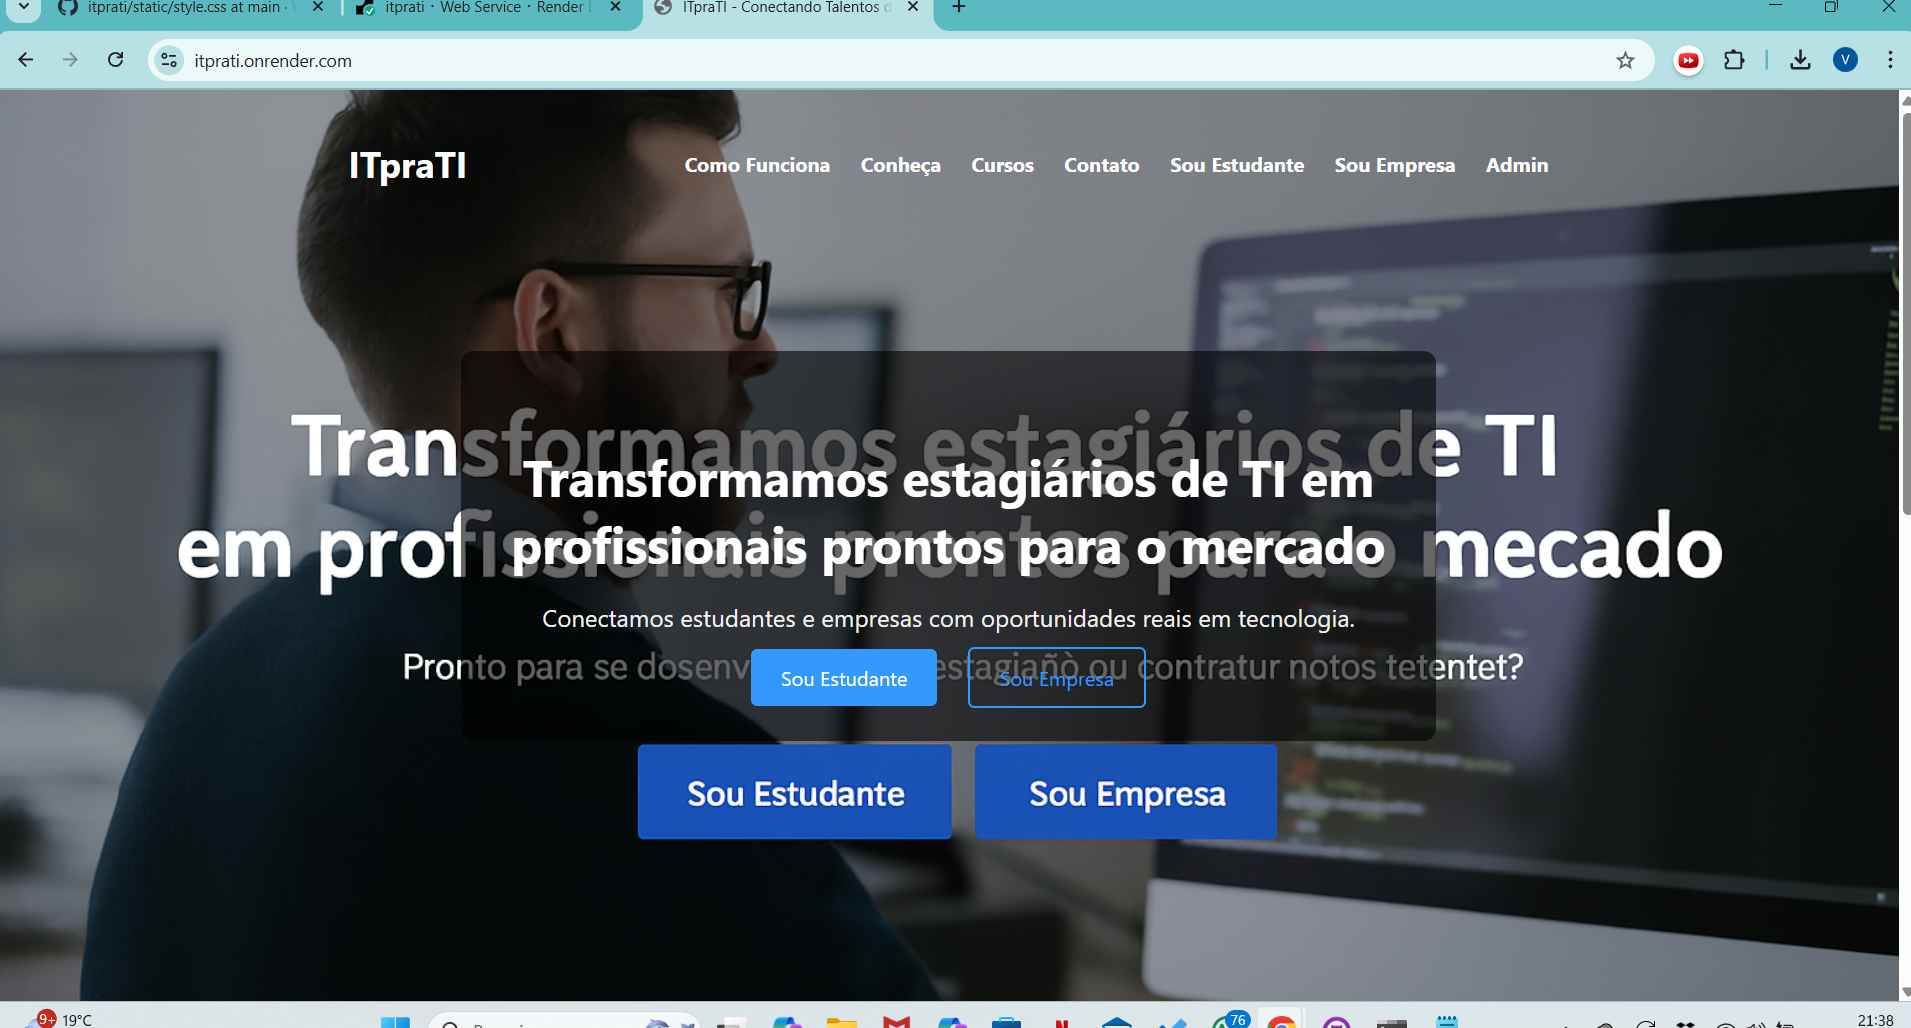 itprati/static/style.css at main ·
itprati · Web Service · Render
ITpraTI - Conectando Talentos d
itprati.onrender.com
V
ITpraTI
Como Funciona Conheça Cursos Contato Sou Estudante Sou Empresa Admin
Transformamos estagiários de TI
em profissionais prontos para o mecado
Transformamos estagiários de TI em
profissionais prontos para o mercado
Conectamos estudantes e empresas com oportunidades reais em tecnologia.
Pronto para se dosenv estagiañò ou contratur notos tetentet?
Sou Estudante Sou Empresa
Sou Estudante Sou Empresa
9+ 19°C
76
21:38